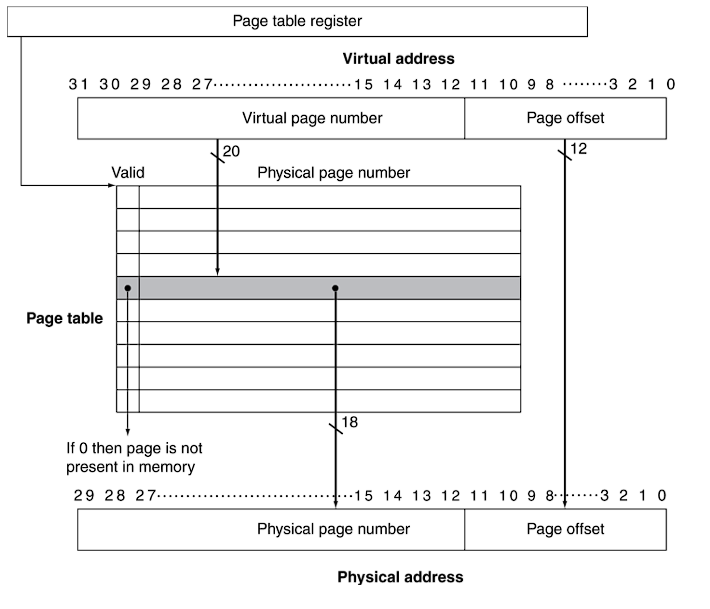 Page table register
Virtual address
31 30 29 28 27······················15 14 13 12 11 10 9 8 ········3 2 1 0
Virtual page number Page offset
20 12
Valid Physical page number
Page table
18
If 0 then page is not
present in memory
29 28 27································15 14 13 12 11 10 9 8········3 2 1 0
Physical page number Page offset
Physical address